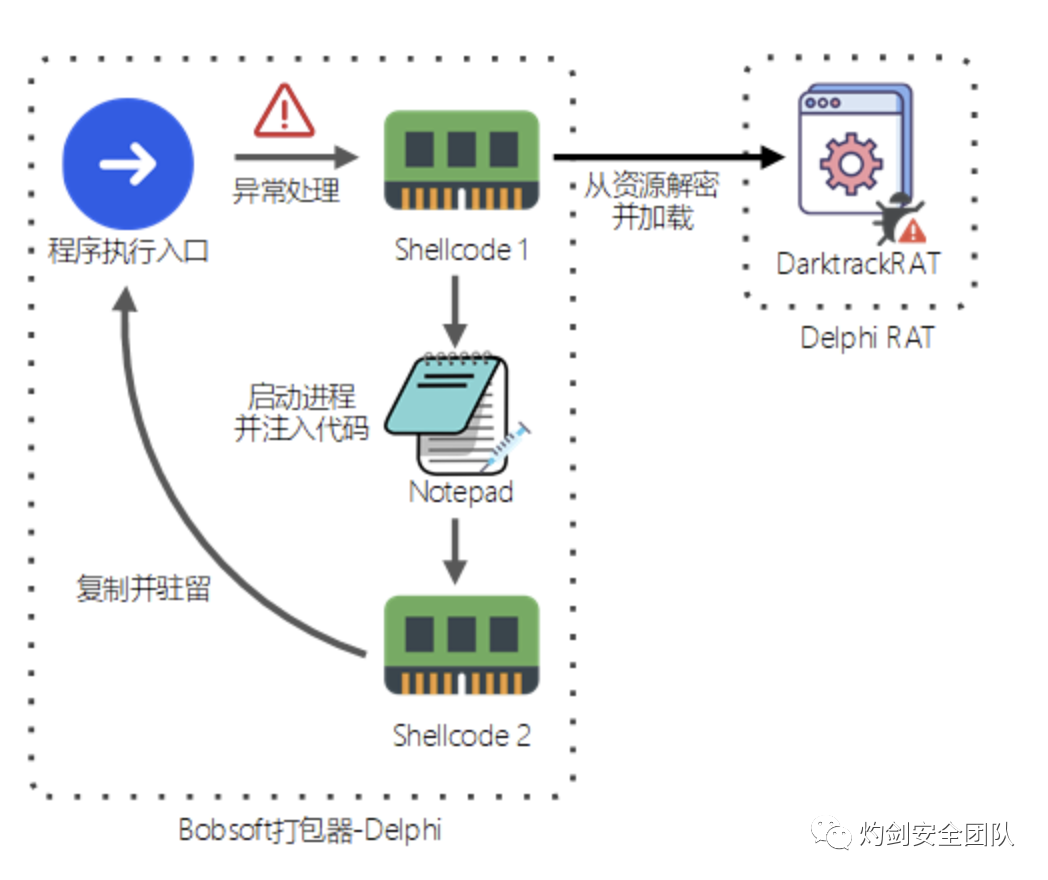 异常处理
程序执行入口
Shellcode 1
从资源解密
并加载
DarktrackRAT
Delphi RAT
启动进程
并注入代码
Notepad
复制并驻留
Shellcode 2
Bobsoft打包器-Delphi
灼剑安全团队